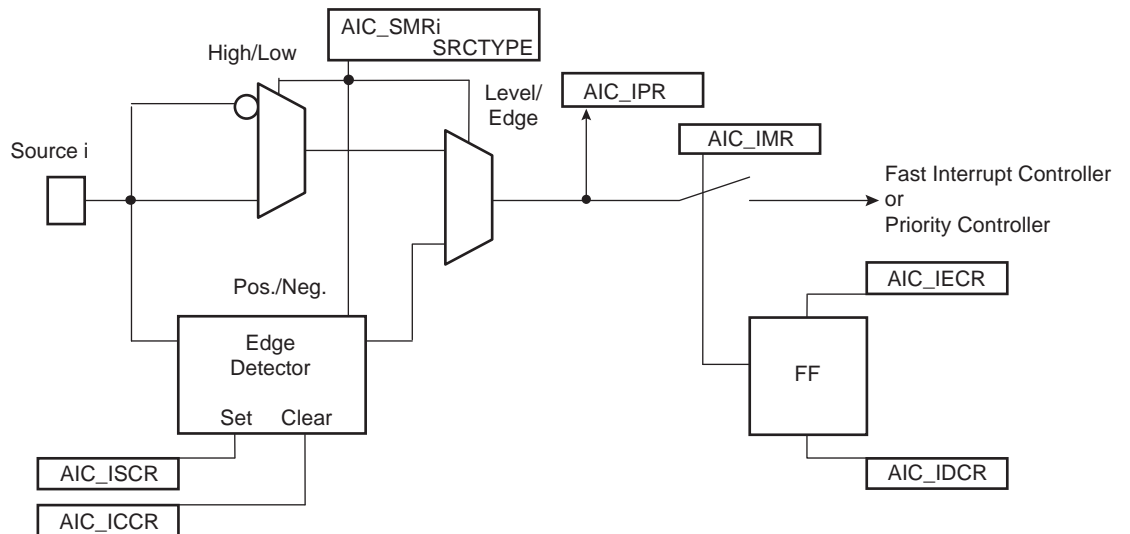 AIC_SMRi
SRCTYPE
High/Low
Level/
Edge
AIC_IPR
AIC_IMR
Source i
Fast Interrupt Controller
or
Priority Controller
AIC_IECR
Pos./Neg.
Edge
Detector
FF
Set Clear
AIC_ISCR
AIC_IDCR
AIC_ICCR